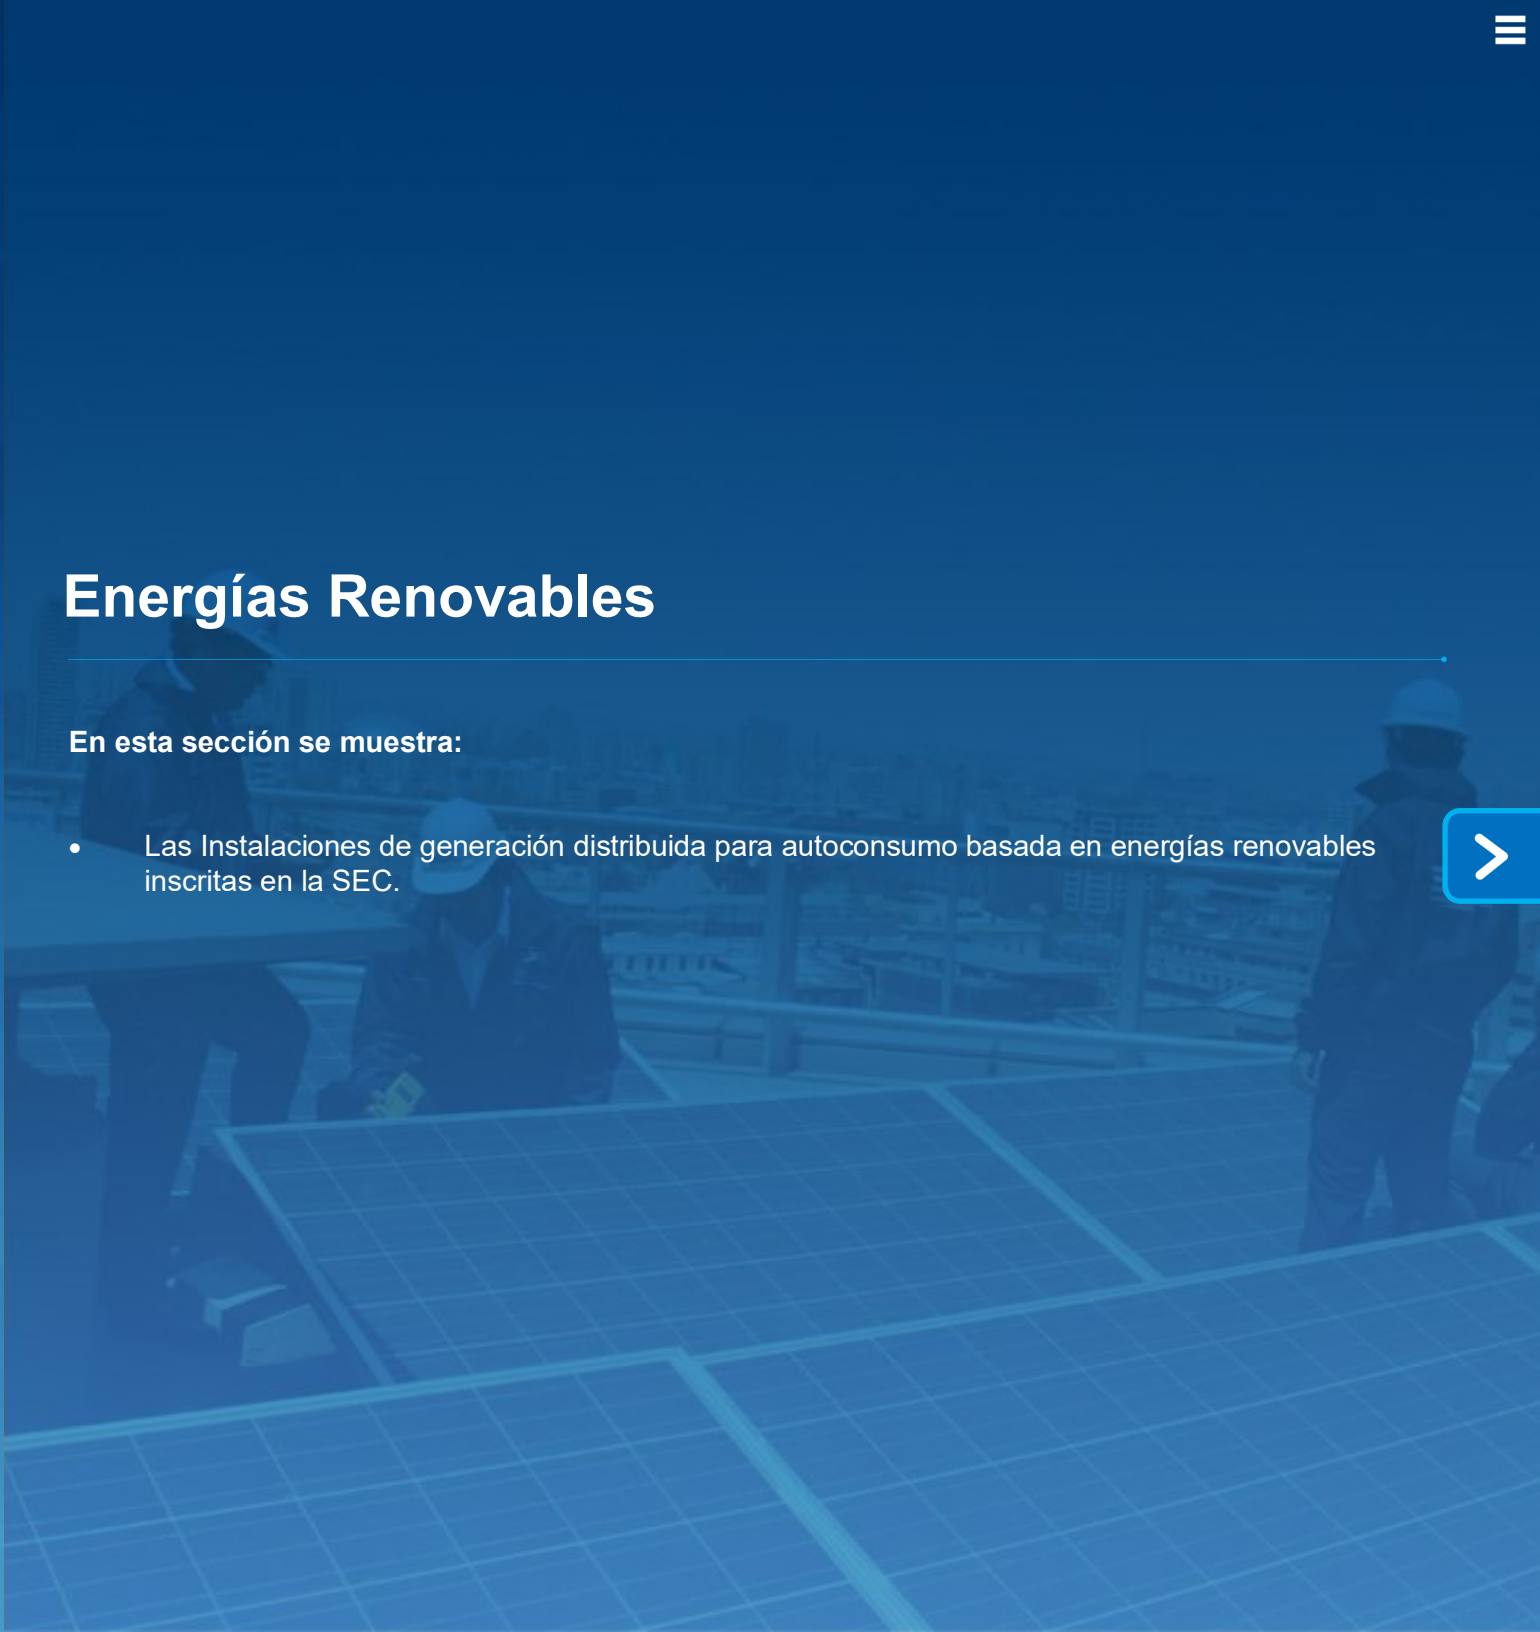 Energías Renovables
En esta sección se muestra:
• Las Instalaciones de generación distribuida para autoconsumo basada en energías renovables
inscritas en la SEC.